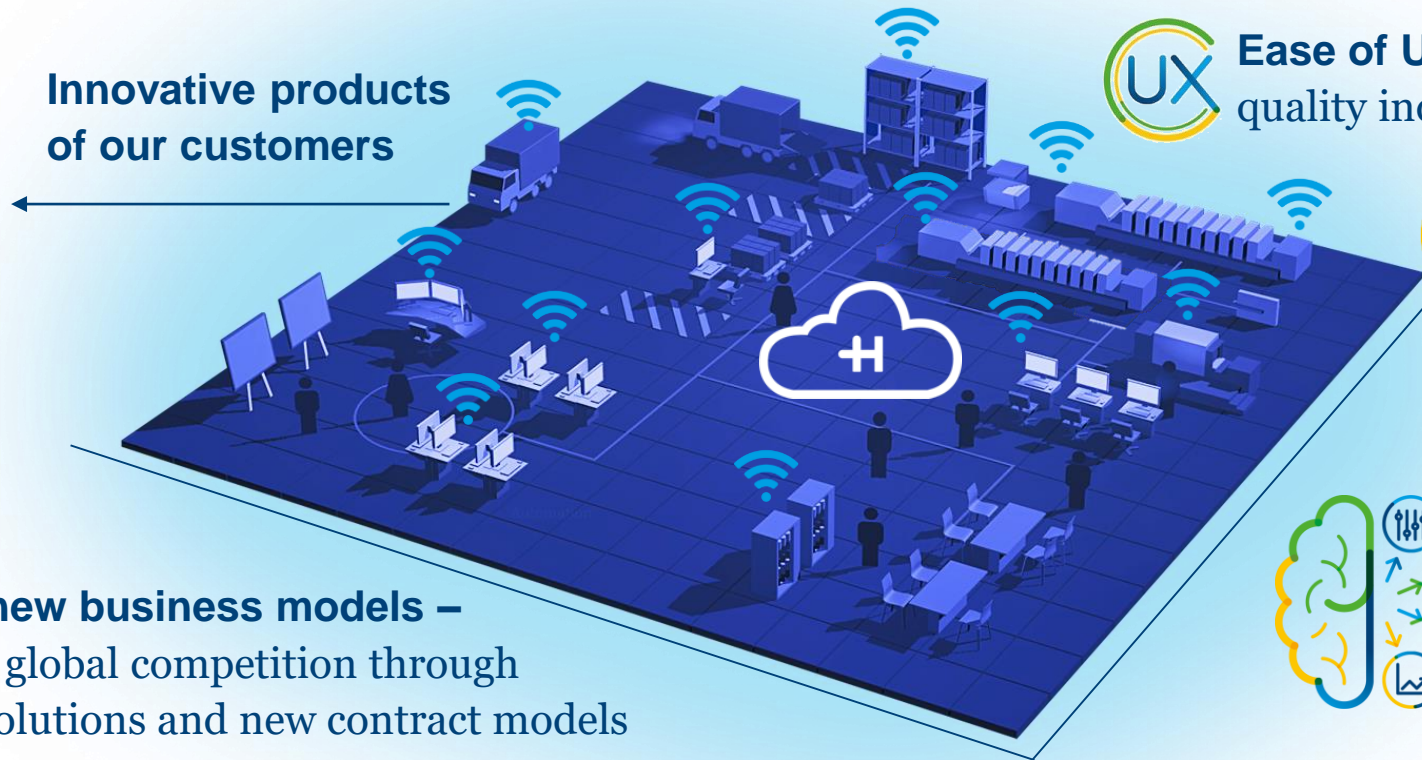 Innovative products
of our customers
UX
Ease of U
quality inc
H
new business models –
global competition through
olutions and new contract models